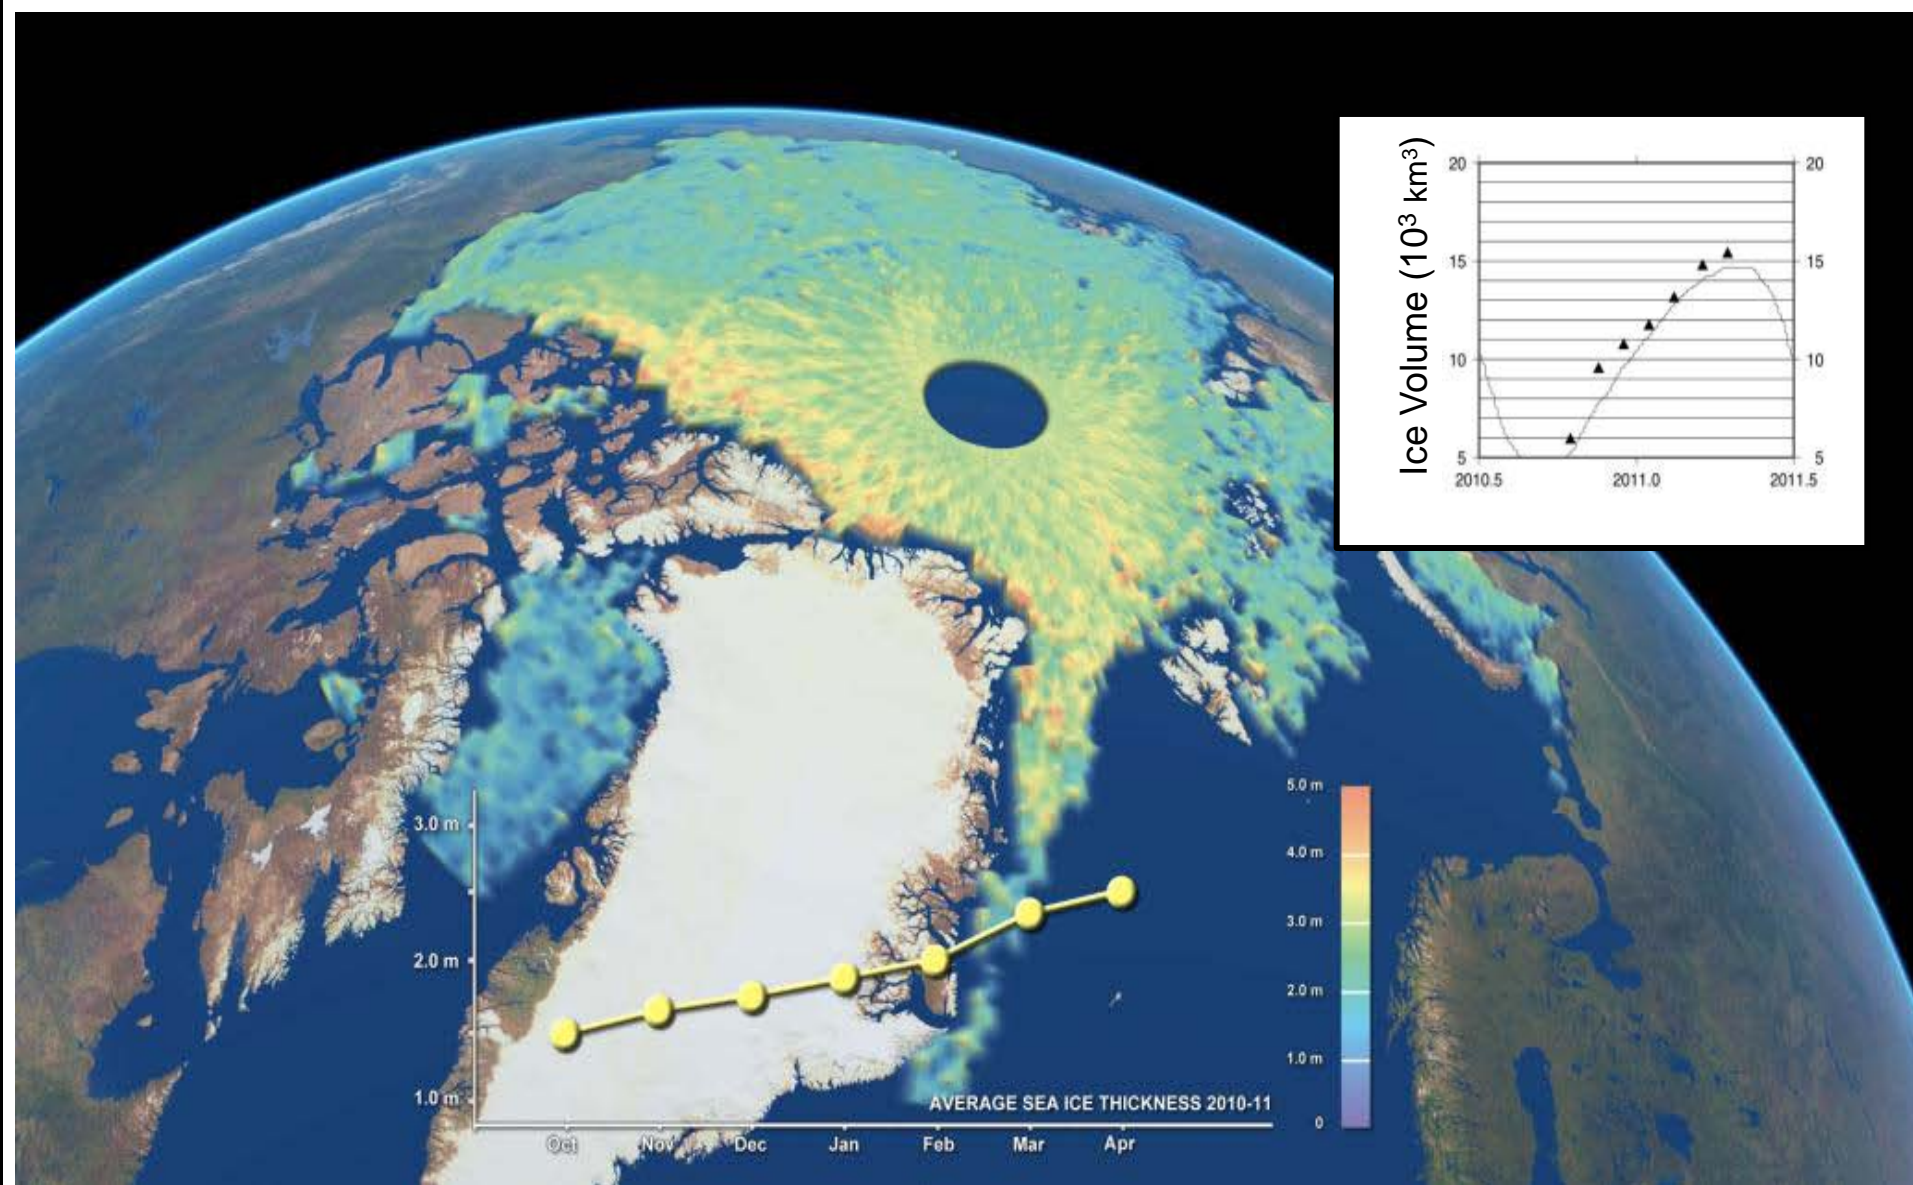 Ice Volume (10³ km³)
20 20
15 15
10 10
5 5
2010.5 2011.0 2011.5
5.0 m
4.0 m
3.0 m
2.0 m
1.0 m
0
3.0 m
2.0 m
1.0 m
AVERAGE SEA ICE THICKNESS 2010-11
Oct Nov Dec Jan Feb Mar Apr